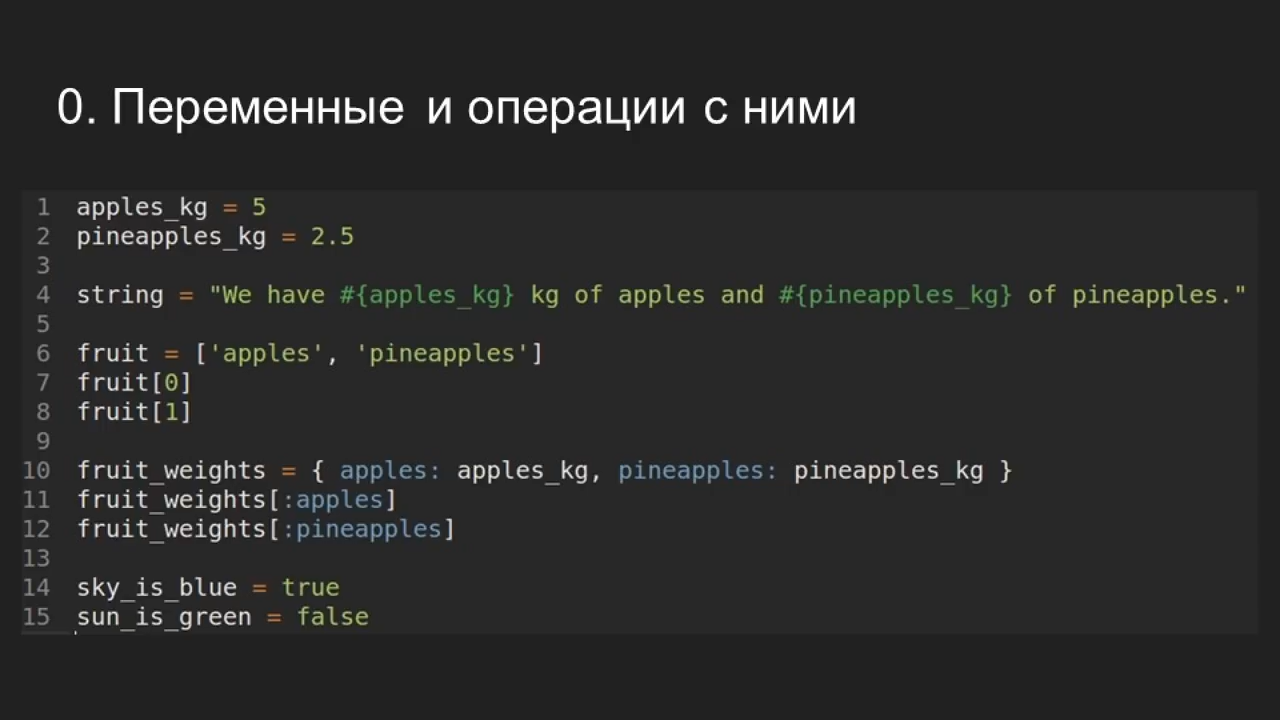 0. Переменные и операции с ними
1 apples_kg = 5
2 pineapples_kg = 2.5
3
4 string = "We have #{apples_kg} kg of apples and #{pineapples_kg} of pineapples."
5
6 fruit = ['apples', 'pineapples']
7 fruit[0]
8 fruit[1]
9
10 fruit_weights = { apples: apples_kg, pineapples: pineapples_kg }
11 fruit_weights[:apples]
12 fruit_weights[:pineapples]
13
14 sky_is_blue = true
15 sun_is_green = false